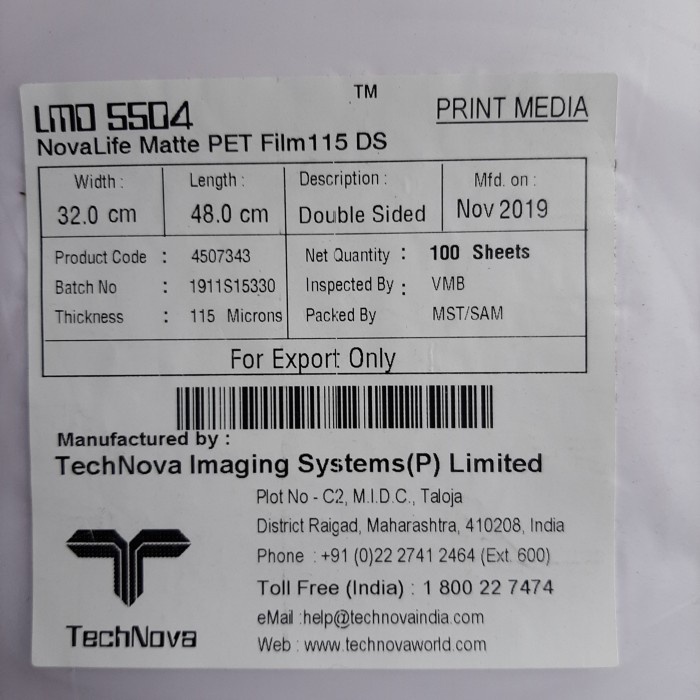 TM
LMD 5504
PRINT MEDIA
NovaLife Matte PET Film115 DS
Width : Length : Description : Mfd. on :
32.0 cm 48.0 cm Double Sided Nov 2019
Product Code : 4507343 Net Quantity : 100 Sheets
Batch No : 1911S15330 Inspected By : VMB
Thickness : 115 Microns Packed By MST/SAM
For Export Only
Manufactured by :
TechNova Imaging Systems(P) Limited
Plot No - C2, M.I.D.C., Taloja
District Raigad, Maharashtra, 410208, India
Phone : +91 (0)22 2741 2464 (Ext. 600)
Toll Free (India) : 1 800 22 7474
eMail :help@technovaindia.com
Web : www.technovaworld.com
TechNova